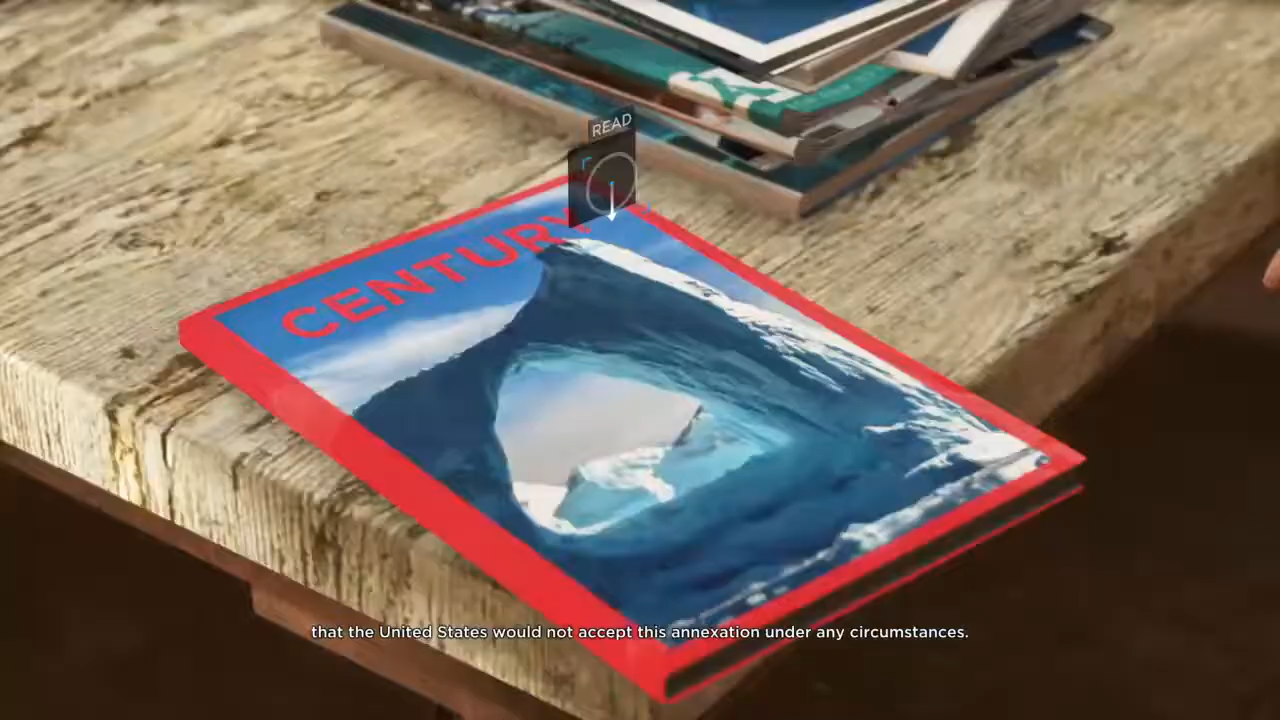 READ
CENTURY
that the United States would not accept this annexation under any circumstances.